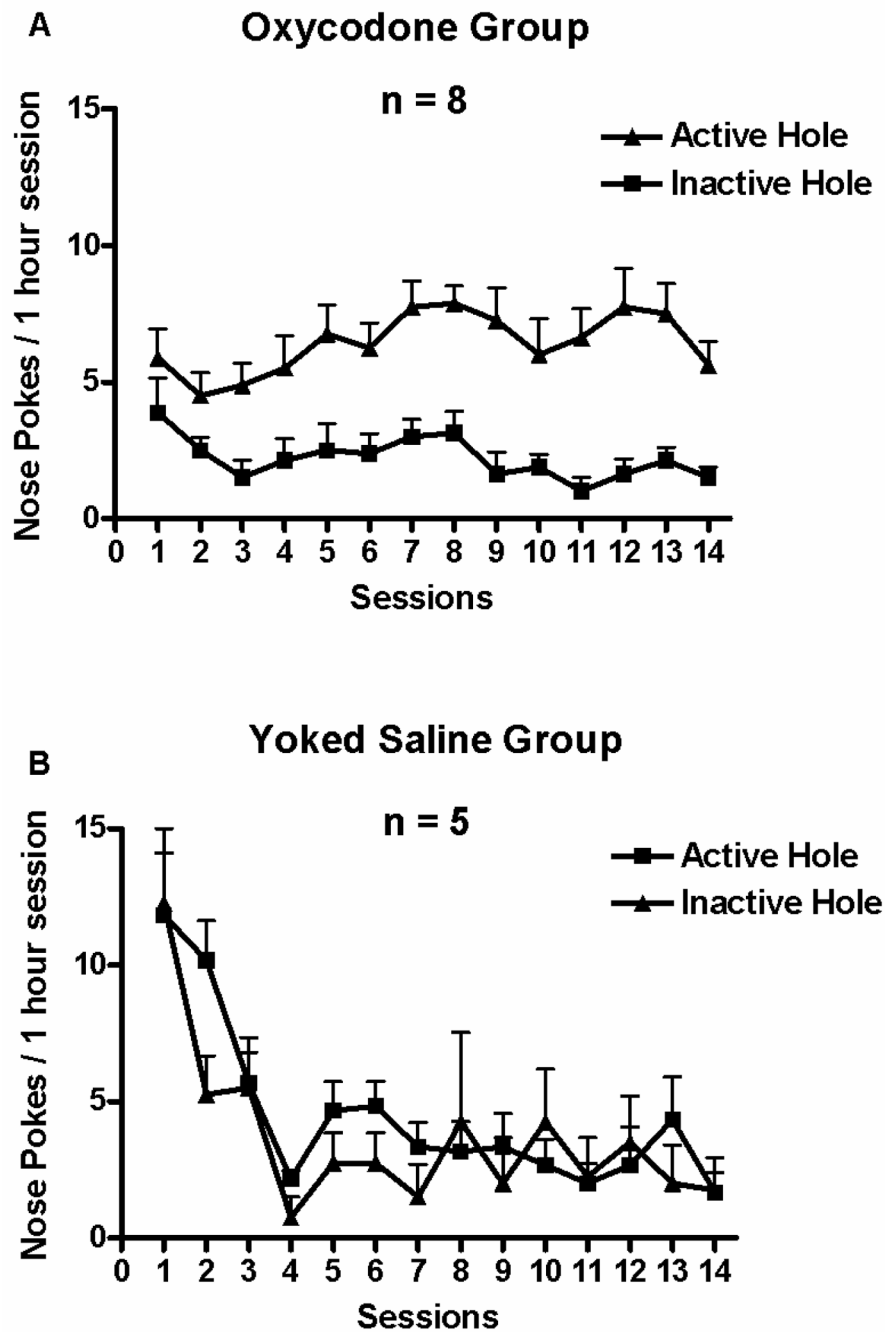 A
Oxycodone Group
n = 8
Active Hole
Inactive Hole
Nose Pokes / 1 hour session
15
10
5
0
0 1 2 3 4 5 6 7 8 9 10 11 12 13 14
Sessions
B
Yoked Saline Group
n = 5
Active Hole
Inactive Hole
Nose Pokes / 1 hour session
15
10
5
0
0 1 2 3 4 5 6 7 8 9 10 11 12 13 14
Sessions